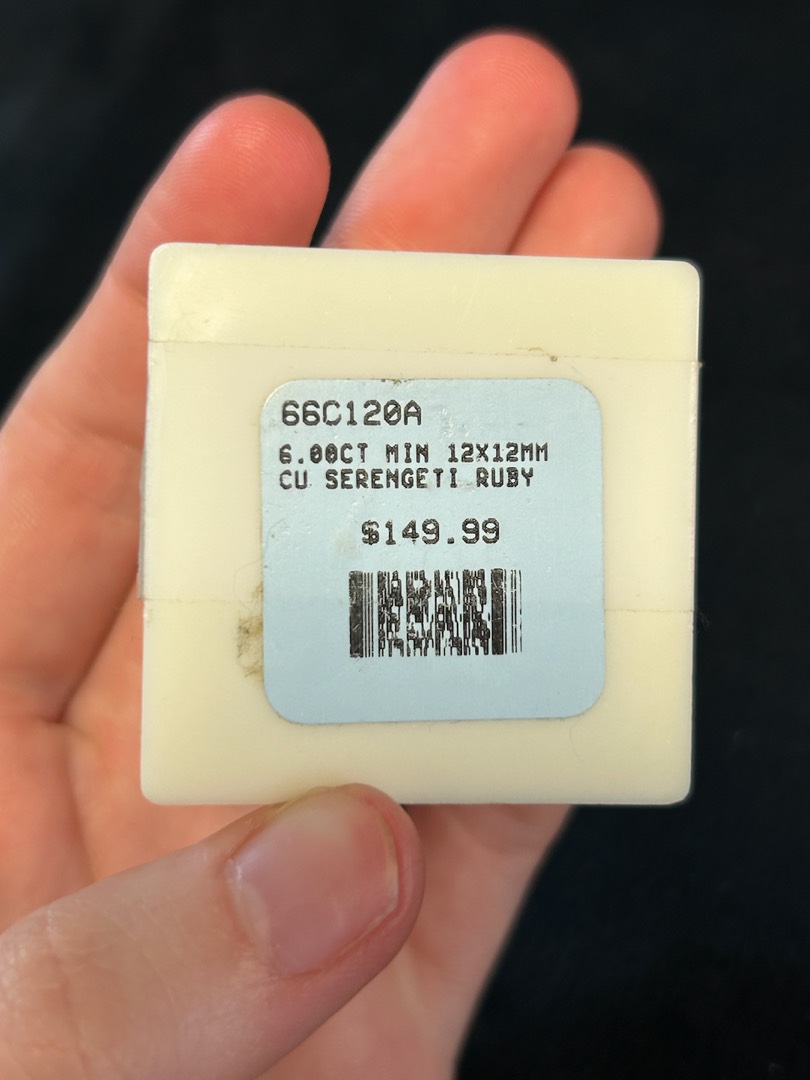 66C120A
6.00CT MIN 12X12MM
CU SERENGETI RUBY
$149.99